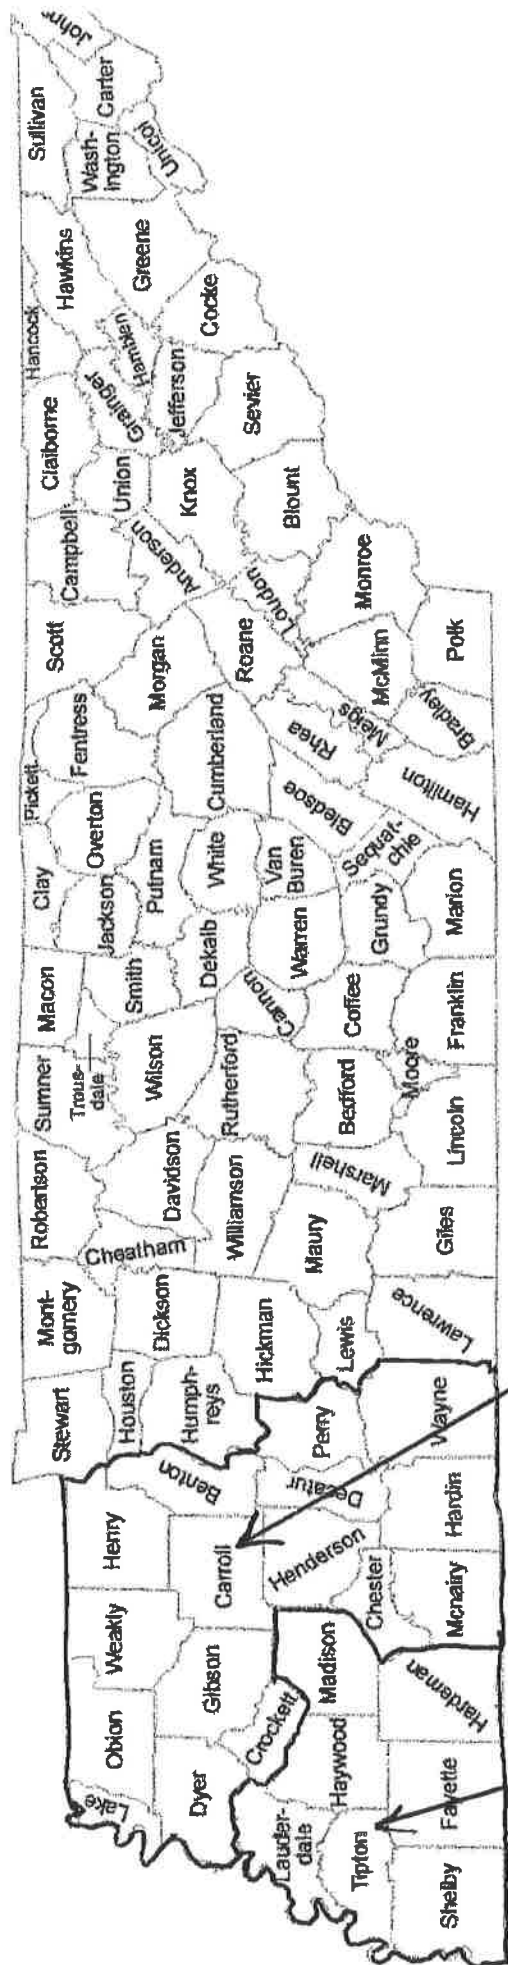 Lake
Obion
Weakly
Henry
Stewart
Mont-
gomery
Robertson
Sumner
Trous-
dale
Macon
Clay
Pickett
Scott
Campbell
Claiborne
Hancock
Hawkins
Sullivan
Johns
Dyer
Gibson
Carroll
Benton
Houston
Humph-
reys
Dickson
Cheatham
Davidson
Wilson
Smith
Jackson
Overton
Fentress
Putnam
Morgan
Anderson
Union
Grainger
Hamblen
Greene
Wash-
ington
Unicoi
Carter
Lauder-
dale
Crockett
Haywood
Madison
Henderson
Decatur
Perry
Hickman
Lewis
Williamson
Maury
Rutherford
Cannon
Dekalb
White
Cumberland
Roane
Loudon
Knox
Jefferson
Cocke
Sevier
Blount
Tipton
Chester
Marshell
Bedford
Coffee
Warren
Van
Buren
Bledsoe
Rhea
Meigs
McMinn
Monroe
Shelby
Fayette
Hardeman
Mcnairy
Hardin
Wayne
Lawrence
Giles
Lincoln
Moore
Franklin
Grundy
Sequat-
chie
Marion
Hamilton
Bradley
Polk